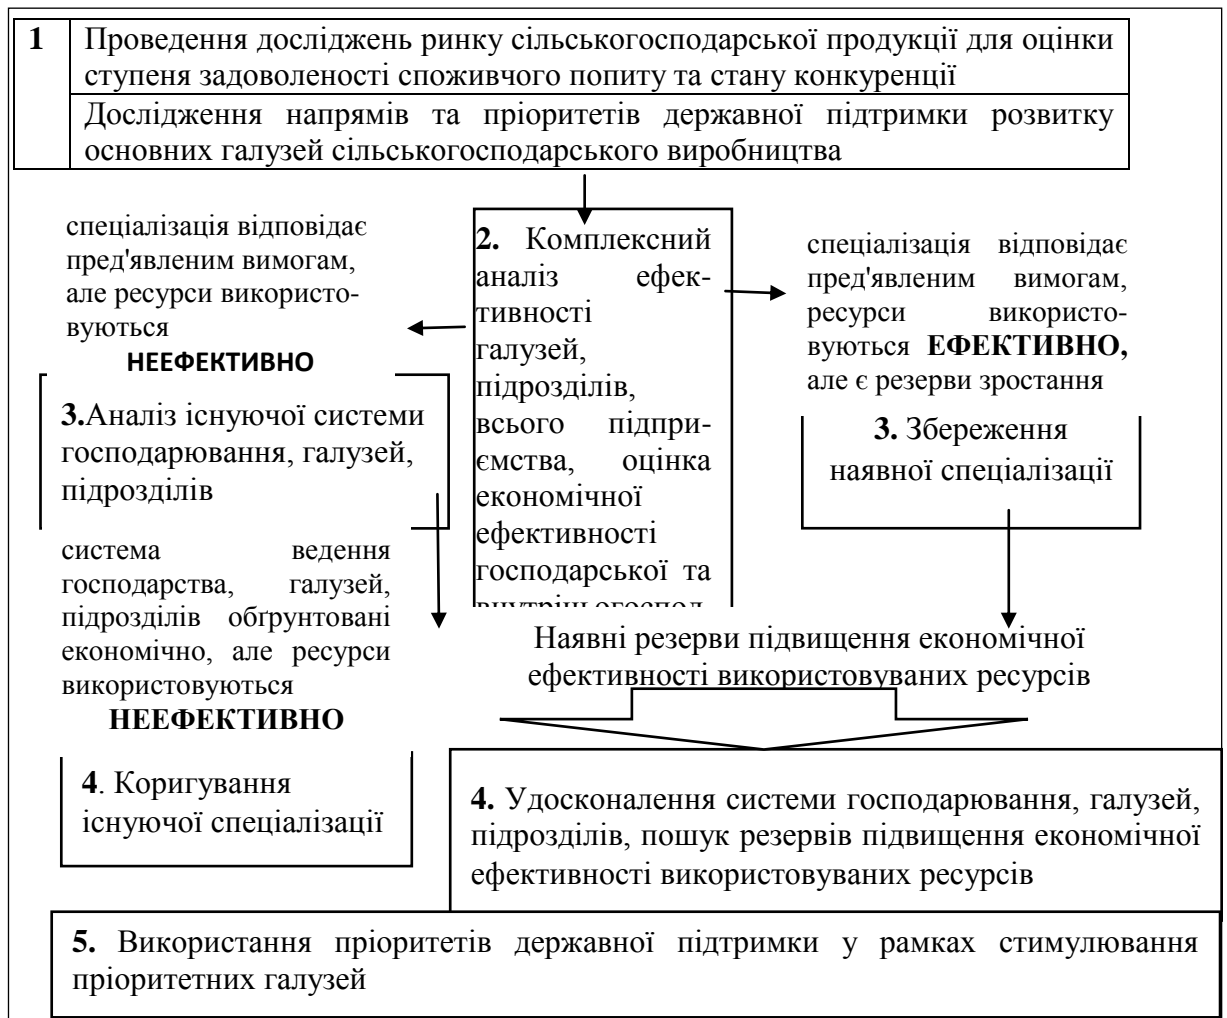 1
Проведення досліджень ринку сільськогосподарської продукції для оцінки
ступеня задоволеності споживчого попиту та стану конкуренції
Дослідження напрямів та пріоритетів державної підтримки розвитку
основних галузей сільськогосподарського виробництва
спеціалізація відповідає
пред'явленим вимогам,
але ресурси використо-
вуються
НЕЕФЕКТИВНО
2. Комплексний
аналіз ефек-
тивності
галузей,
підрозділів,
всього підпри-
ємства, оцінка
економічної
ефективності
господарської та
спеціалізація відповідає
пред'явленим вимогам,
ресурси використо-
вуються ЕФЕКТИВНО,
але є резерви зростання
3.Аналіз існуючої системи
господарювання, галузей,
підрозділів
3. Збереження
наявної спеціалізації
система ведення
господарства, галузей,
підрозділів обґрунтовані
економічно, але ресурси
використовуються
НЕЕФЕКТИВНО
Наявні резерви підвищення економічної
ефективності використовуваних ресурсів
4. Коригування
існуючої спеціалізації
4. Удосконалення системи господарювання, галузей,
підрозділів, пошук резервів підвищення економічної
ефективності використовуваних ресурсів
5. Використання пріоритетів державної підтримки у рамках стимулювання
пріоритетних галузей